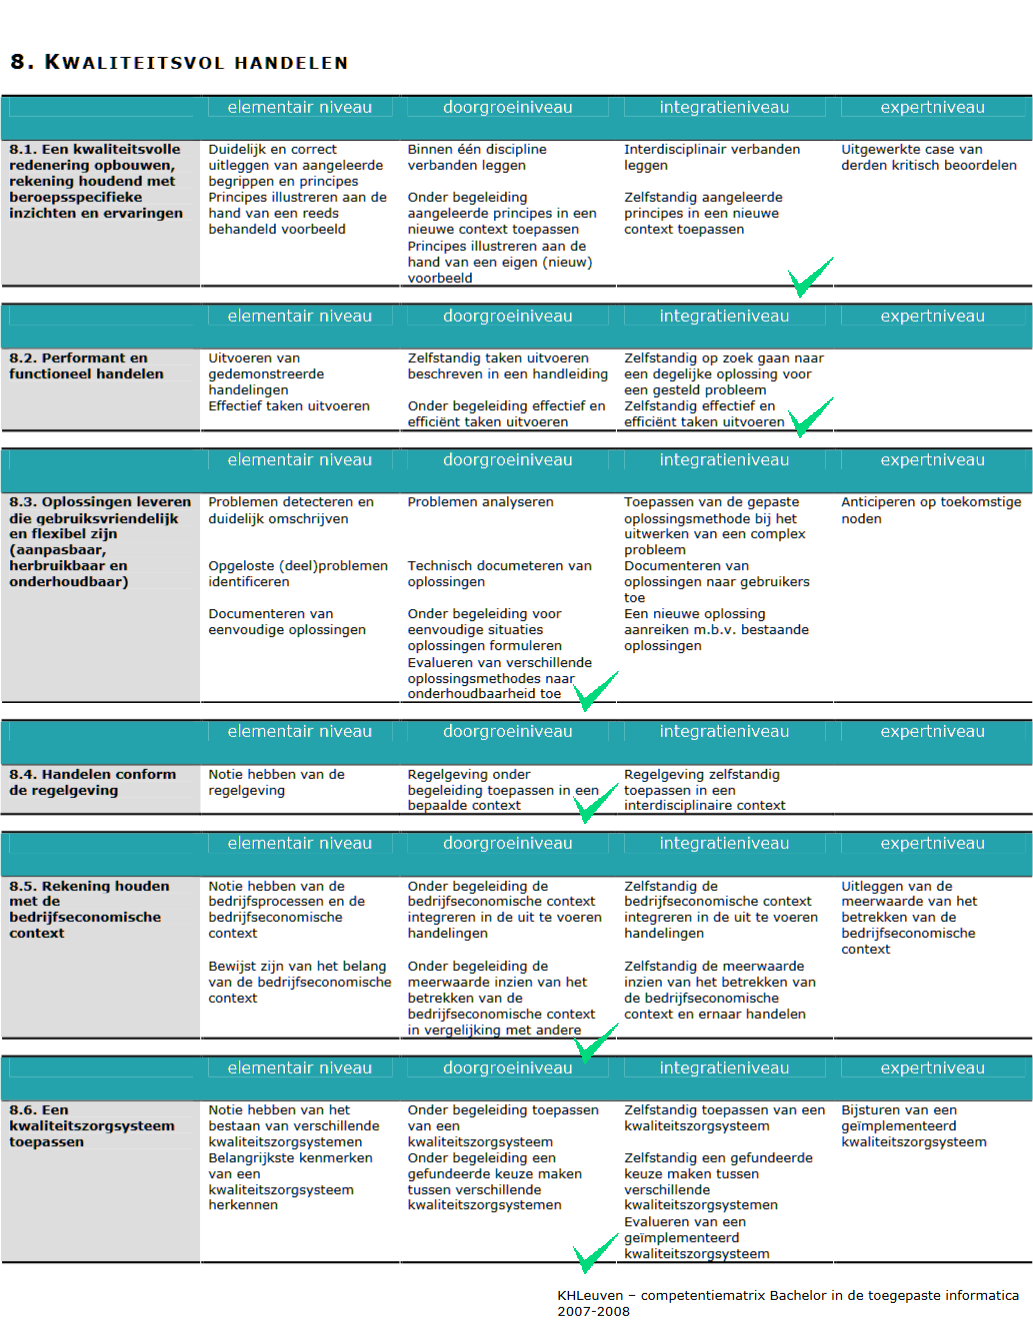 8. KWALITEITSVOL HANDELEN
elementair niveau doorgroeiniveau integratieniveau expertniveau
8.1. Een kwaliteitsvolle
redenering opbouwen,
rekening houdend met
beroepsspecifieke
inzichten en ervaringen
Duidelijk en correct
uitleggen van aangeleerde
begrippen en principes
Principes illustreren aan de
hand van een reeds
behandeld voorbeeld
Binnen één discipline
verbanden leggen
Onder begeleiding
aangeleerde principes in een
nieuwe context toepassen
Principes illustreren aan de
hand van een eigen (nieuw)
voorbeeld
Interdisciplinair verbanden
leggen
Zelfstandig aangeleerde
principes in een nieuwe
context toepassen
Uitgewerkte case van
derden kritisch beoordelen
elementair niveau doorgroeiniveau integratieniveau expertniveau
8.2. Performant en
functioneel handelen
Uitvoeren van
gedemonstreerde
handelingen
Effectief taken uitvoeren
Zelfstandig taken uitvoeren
beschreven in een handleiding
Onder begeleiding effectief en
efficiënt taken uitvoeren
Zelfstandig op zoek gaan naar
een degelijke oplossing voor
een gesteld probleem
Zelfstandig effectief en
efficiënt taken uitvoeren
elementair niveau doorgroeiniveau integratieniveau expertniveau
8.3. Oplossingen leveren
die gebruiksvriendelijk
en flexibel zijn
(aanpasbaar,
herbruikbaar en
onderhoudbaar)
Problemen detecteren en
duidelijk omschrijven
Opgeloste (deel)problemen
identificeren
Documenteren van
eenvoudige oplossingen
Problemen analyseren
Technisch documeteren van
oplossingen
Onder begeleiding voor
eenvoudige situaties
oplossingen formuleren
Evalueren van verschillende
oplossingsmethodes naar
onderhoudbaarheid toe
Toepassen van de gepaste
oplossingsmethode bij het
uitwerken van een complex
probleem
Documenteren van
oplossingen naar gebruikers
toe
Een nieuwe oplossing
aanreiken m.b.v. bestaande
oplossingen
Anticiperen op toekomstige
noden
elementair niveau doorgroeiniveau integratieniveau expertniveau
8.4. Handelen conform
de regelgeving
Notie hebben van de
regelgeving
Regelgeving onder
begeleiding toepassen in een
bepaalde context
Regelgeving zelfstandig
toepassen in een
interdisciplinaire context
elementair niveau doorgroeiniveau integratieniveau expertniveau
8.5. Rekening houden
met de
bedrijfseconomische
context
Notie hebben van de
bedrijfsprocessen en de
bedrijfseconomische
context
Bewijst zijn van het belang
van de bedrijfseconomische
context
Onder begeleiding de
bedrijfseconomische context
integreren in de uit te voeren
handelingen
Onder begeleiding de
meerwaarde inzien van het
betrekken van de
bedrijfseconomische context
in vergelijking met andere
Zelfstandig de
bedrijfseconomische context
integreren in de uit te voeren
handelingen
Zelfstandig de meerwaarde
inzien van het betrekken van
de bedrijfseconomische
context en ernaar handelen
Uitleggen van de
meerwaarde van het
betrekken van de
bedrijfseconomische
context
elementair niveau doorgroeiniveau integratieniveau expertniveau
8.6. Een
kwaliteitszorgsysteem
toepassen
Notie hebben van het
bestaan van verschillende
kwaliteitszorgsystemen
Belangrijkste kenmerken
van een
kwaliteitszorgsysteem
herkennen
Onder begeleiding toepassen
van een
kwaliteitszorgsysteem
Onder begeleiding een
gefundeerde keuze maken
tussen verschillende
kwaliteitszorgsystemen
Zelfstandig toepassen van een
kwaliteitszorgsysteem
Zelfstandig een gefundeerde
keuze maken tussen
verschillende
kwaliteitszorgsystemen
Evalueren van een
geïmplementeerd
kwaliteitszorgsysteem
Bijsturen van een
geïmplementeerd
kwaliteitszorgsysteem
KHLeuven – competentiematrix Bachelor in de toegepaste informatica
2007-2008